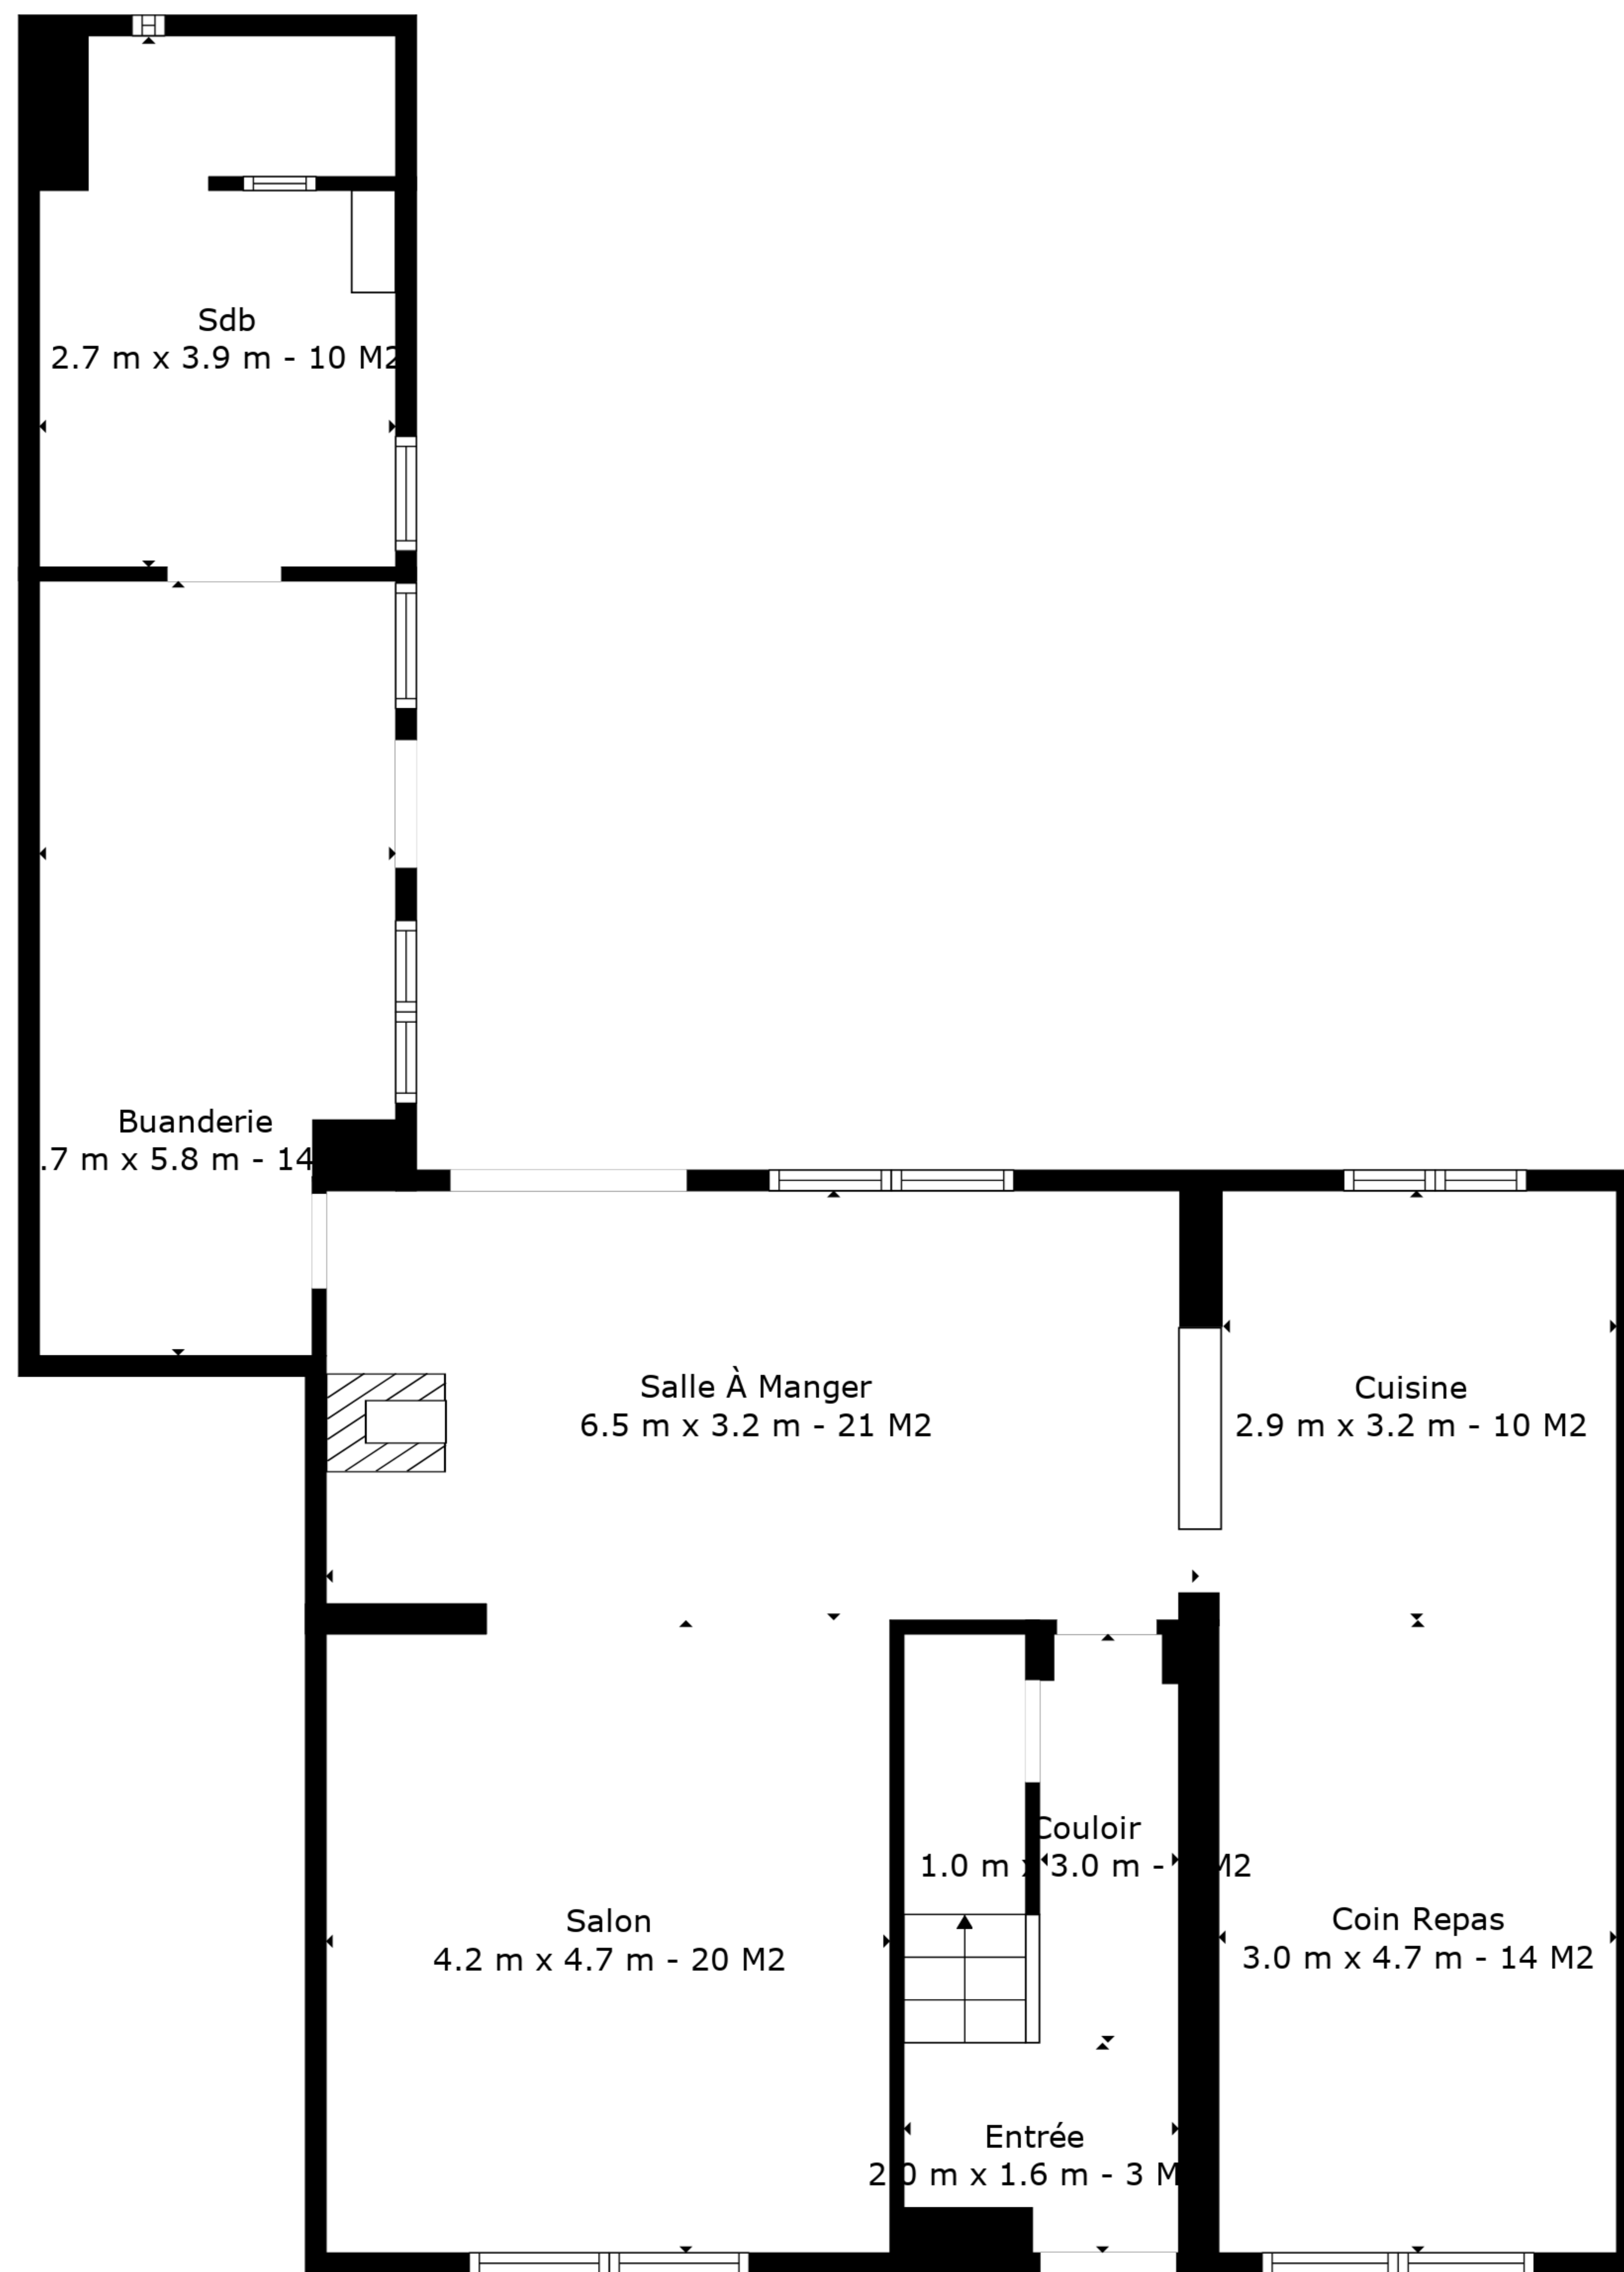 Sdb
2.7 m x 3.9 m - 10 M2
Buanderie
.7 m x 5.8 m - 14
Salle À Manger
6.5 m x 3.2 m - 21 M2
Cuisine
2.9 m x 3.2 m - 10 M2
Couloir
1.0 m x 3.0 m - M2
Salon
4.2 m x 4.7 m - 20 M2
Coin Repas
3.0 m x 4.7 m - 14 M2
Entrée
2.0 m x 1.6 m - 3 M